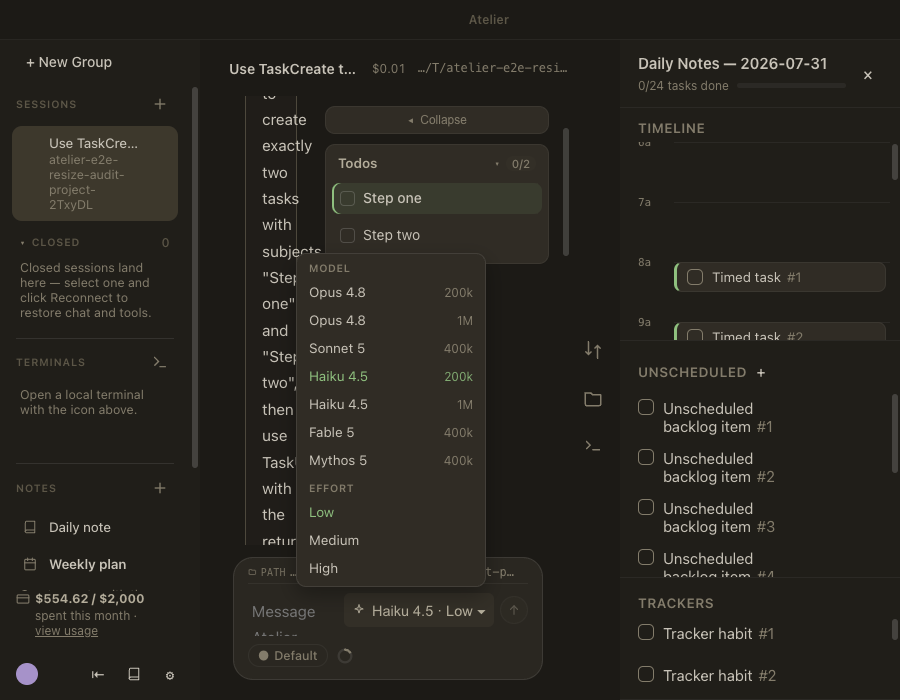 Atelier
+ New Group
SESSIONS
Use TaskCre...
atelier-e2e-
resize-audit-
project-
2TxyDL
CLOSED
0
Closed sessions land
here — select one and
click Reconnect to
restore chat and tools.
TERMINALS
Open a local terminal
with the icon above.
NOTES
Daily note
Weekly plan
$554.62 / $2,000
spent this month ·
view usage
Use TaskCreate t...
$0.01
…/T/atelier-e2e-resi…
to
create
exactly
two
tasks
with
subjects
"Step
one"
and
"Step
two",
then
use
with
the
Collapse
Todos
0/2
Step one
Step two
MODEL
Opus 4.8 200k
Opus 4.8 1M
Sonnet 5 400k
Haiku 4.5 200k
Haiku 4.5 1M
Fable 5 400k
Mythos 5 400k
EFFORT
Low
Medium
High
PATH …
t-p…
Message
Atelier
Haiku 4.5 · Low
Default
Daily Notes — 2026-07-31
0/24 tasks done
TIMELINE
6a
7a
8a
Timed task #1
9a
Timed task #2
UNSCHEDULED +
Unscheduled
backlog item #1
Unscheduled
backlog item #2
Unscheduled
backlog item #3
Unscheduled
backlog item #4
TRACKERS
Tracker habit #1
Tracker habit #2